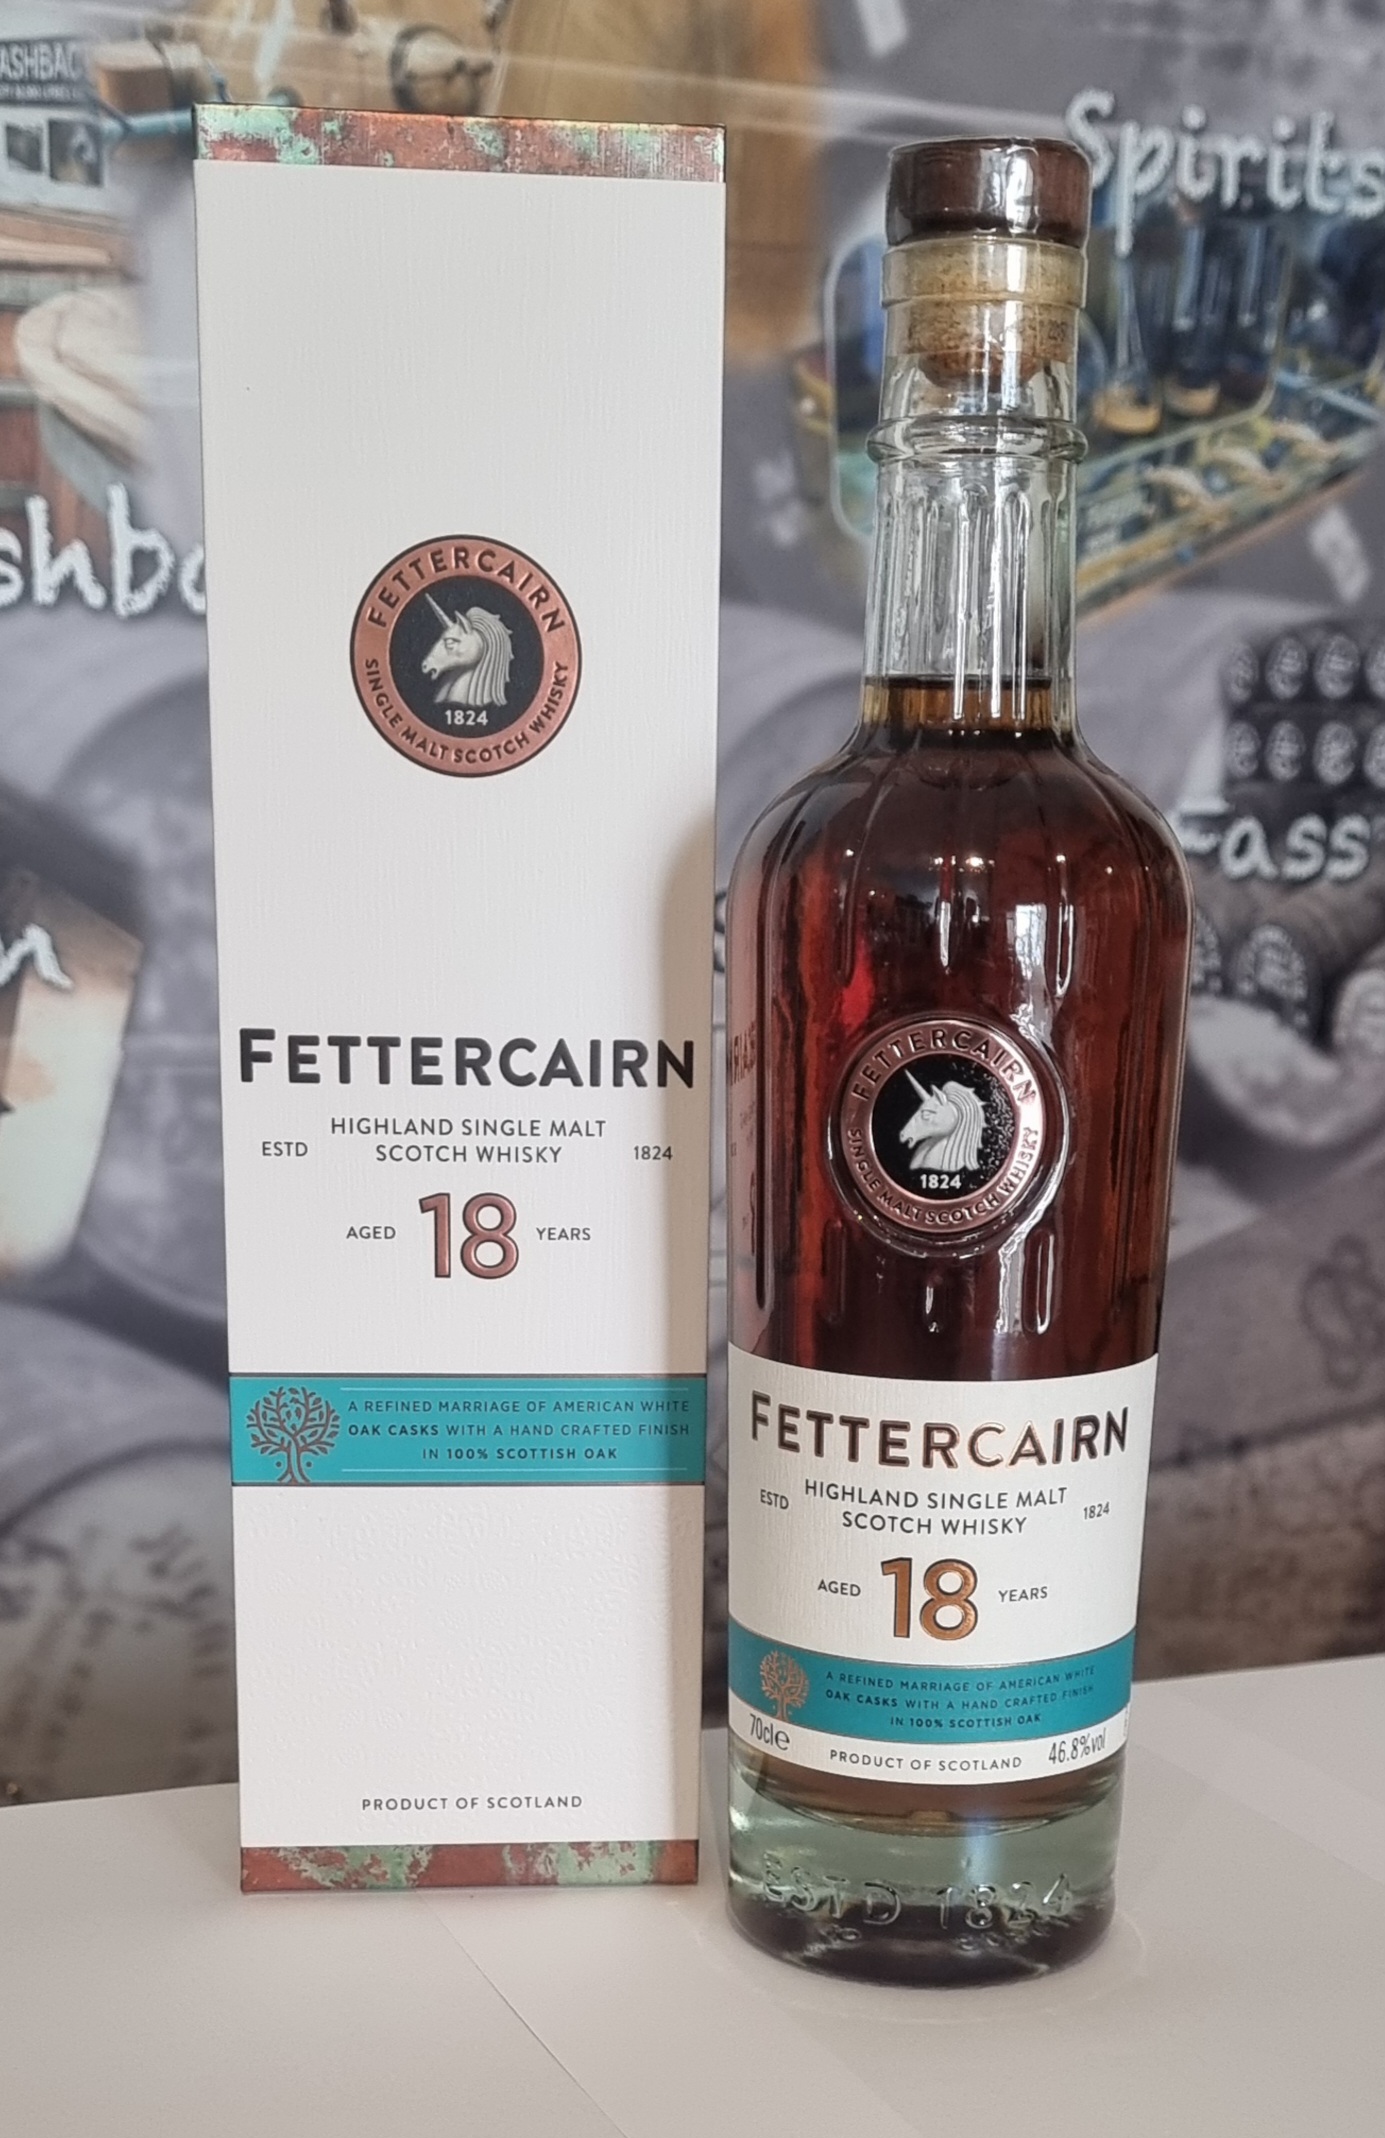 ASHBAC
Spirits
shbo
Fass
n
FETTERCAIRN
1824
SINGLE MALT SCOTCH WHISKY
FETTERCAIRN
HIGHLAND SINGLE MALT
ESTD SCOTCH WHISKY 1824
AGED 18 YEARS
A REFINED MARRIAGE OF AMERICAN WHITE
OAK CASKS WITH A HAND CRAFTED FINISH
IN 100% SCOTTISH OAK
PRODUCT OF SCOTLAND
FETTERCAIRN
1824
SINGLE MALT SCOTCH WHISKY
FETTERCAIRN
HIGHLAND SINGLE MALT
ESTD SCOTCH WHISKY 1824
AGED 18 YEARS
A REFINED MARRIAGE OF AMERICAN WHITE
OAK CASKS WITH A HAND CRAFTED FINISH
IN 100% SCOTTISH OAK
70cl e PRODUCT OF SCOTLAND 46.8%vol
ESTD 1824